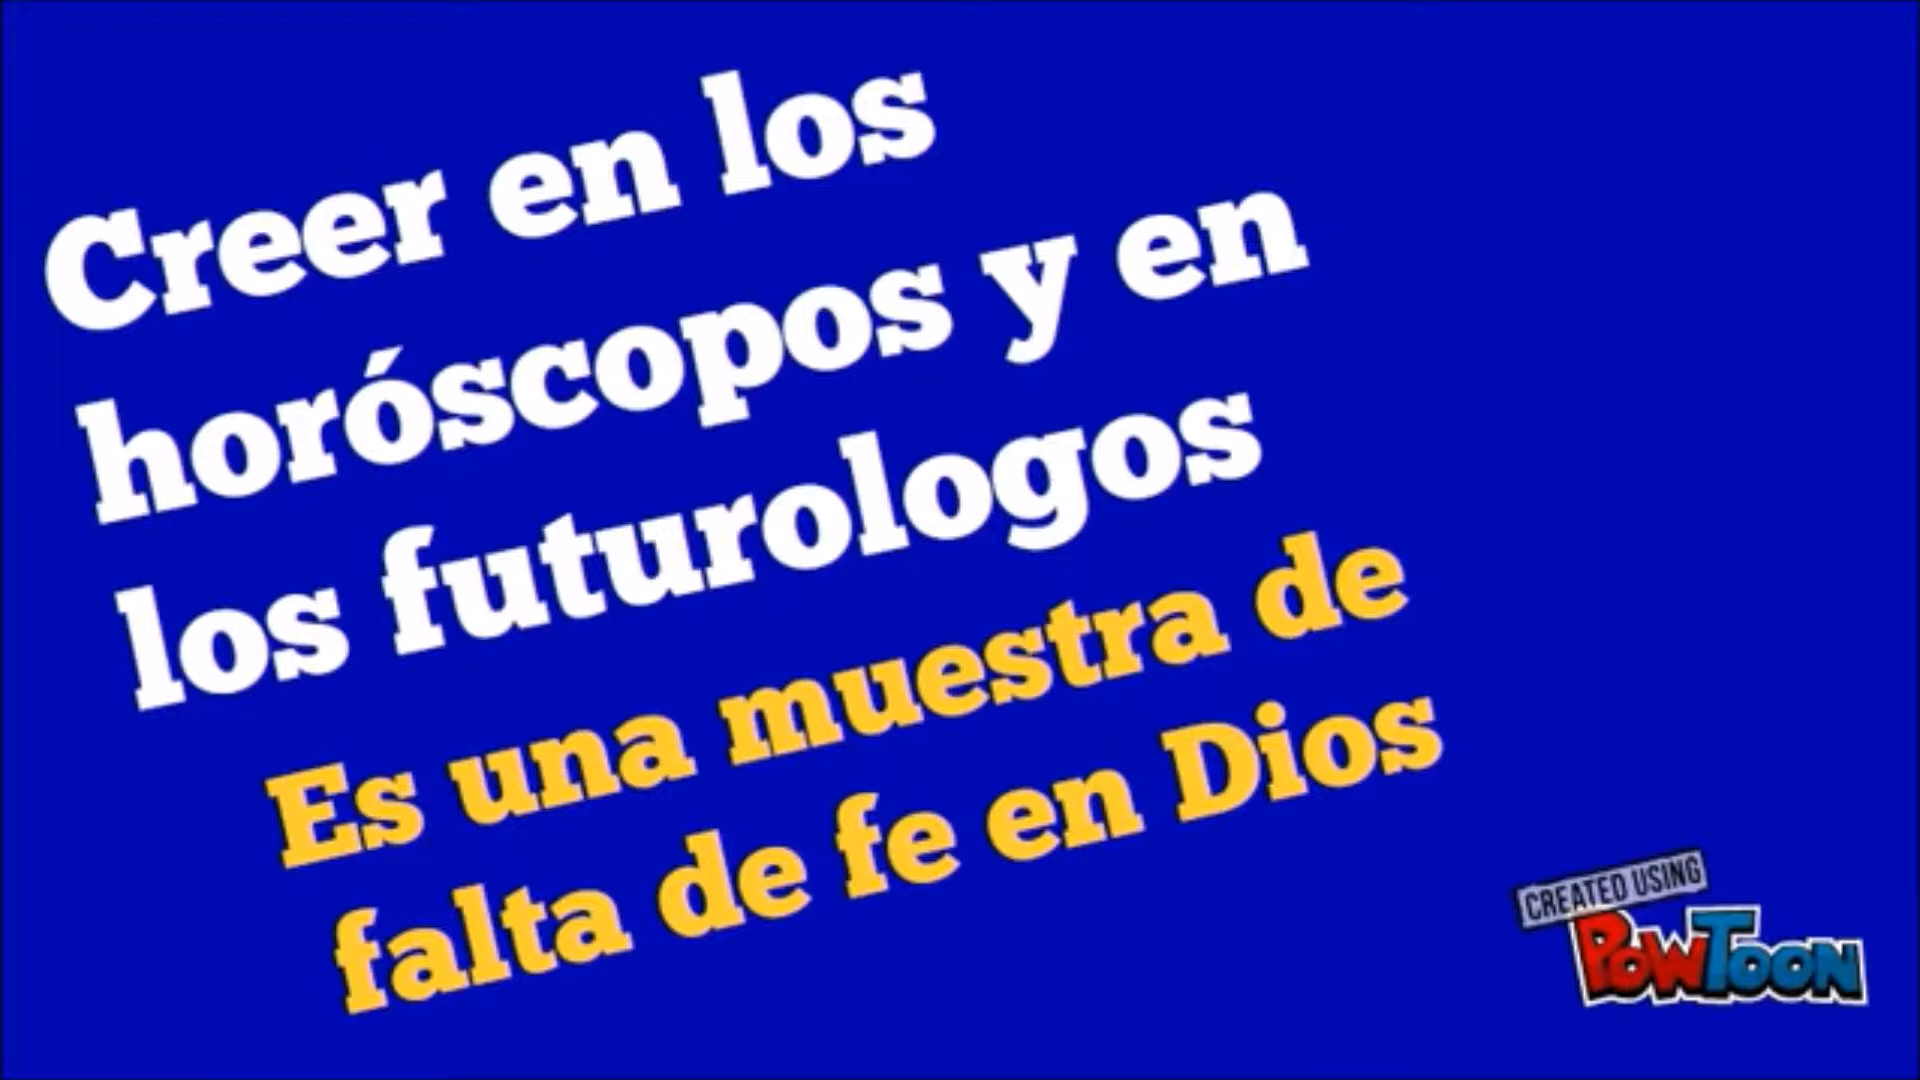 Creer en los
horóscopos y en
los futurologos
Es una muestra de
falta de fe en Dios
CREATED USING
POWTOON